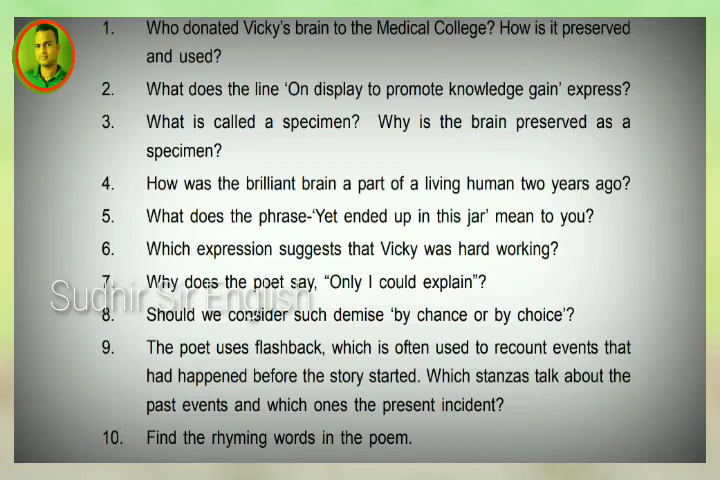 1. Who donated Vicky's brain to the Medical College? How is it preserved
and used?
2. What does the line 'On display to promote knowledge gain' express?
3. What is called a specimen? Why is the brain preserved as a
specimen?
4. How was the brilliant brain a part of a living human two years ago?
5. What does the phrase-'Yet ended up in this jar' mean to you?
6. Which expression suggests that Vicky was hard working?
7. Why does the poet say, "Only I could explain"?
Sudhir Sir English
8. Should we consider such demise 'by chance or by choice'?
9. The poet uses flashback, which is often used to recount events that
had happened before the story started. Which stanzas talk about the
past events and which ones the present incident?
10. Find the rhyming words in the poem.